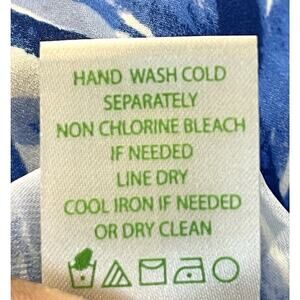 HAND WASH COLD
SEPARATELY
NON CHLORINE BLEACH
IF NEEDED
LINE DRY
COOL IRON IF NEEDED
OR DRY CLEAN